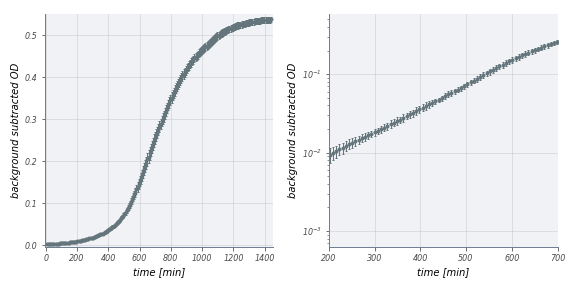 background subtracted OD
0.5
0.4
0.3
0.2
0.1
0.0
0 200 400 600 800 1000 1200 1400
time [min]
background subtracted OD
10⁻¹
10⁻²
10⁻³
200 300 400 500 600 700
time [min]